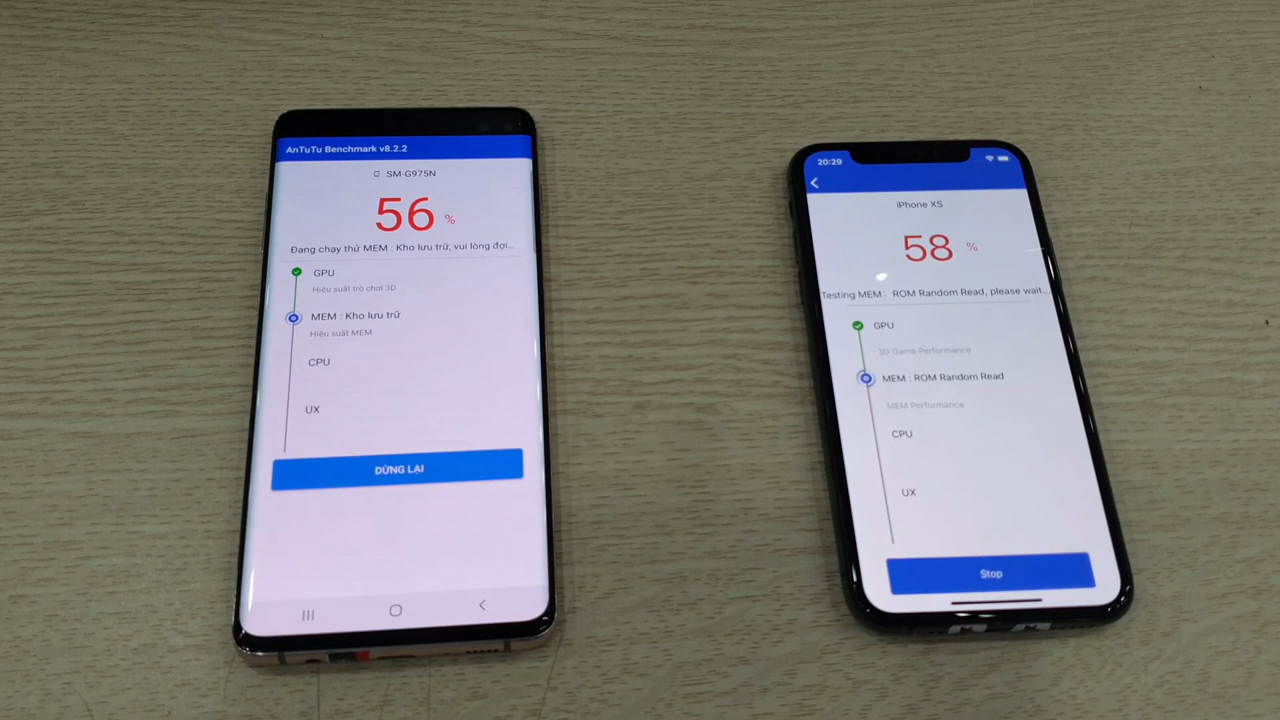 AnTuTu Benchmark v8.2.2
SM-G975N
56 %
Đang chạy thử MEM : Kho lưu trữ, vui lòng đợi...
GPU
Hiệu suất trò chơi 3D
MEM : Kho lưu trữ
Hiệu suất MEM
CPU
UX
DỪNG LẠI
20:29
iPhone XS
58 %
Testing MEM : ROM Random Read, please wait...
GPU
3D Game Performance
MEM : ROM Random Read
MEM Performance
CPU
UX
Stop